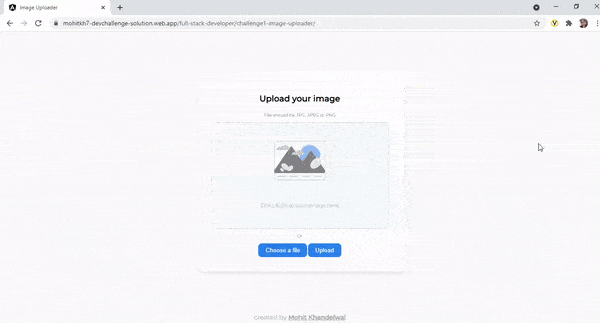 Image Uploader
mohitkh7-devchallenge-solution.web.app/full-stack-developer/challenge1-image-uploader/
Upload your image
File should be JPG, JPEG or PNG
Or
Choose a file
Upload
created by Mohit Khandelwal